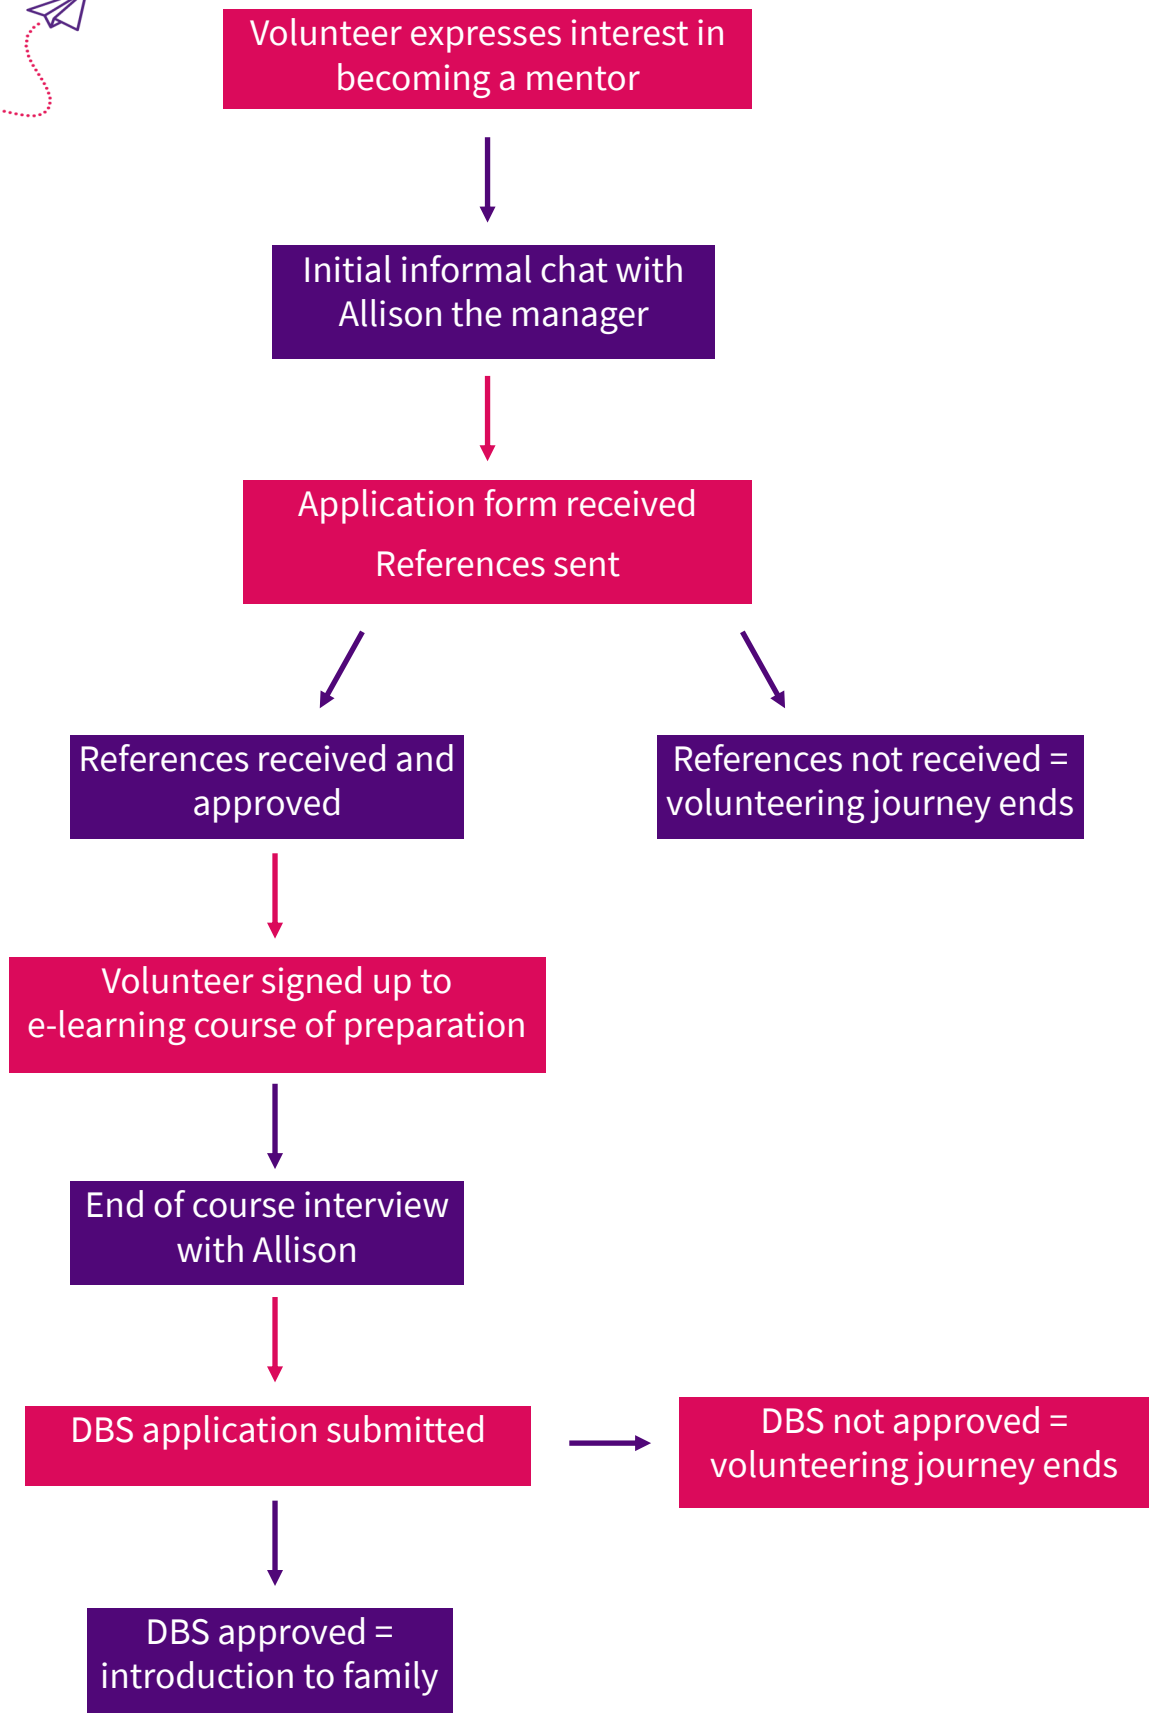 Volunteer expresses interest in
becoming a mentor
Initial informal chat with
Allison the manager
Application form received
References sent
References received and
approved
References not received =
volunteering journey ends
Volunteer signed up to
e-learning course of preparation
End of course interview
with Allison
DBS application submitted
DBS not approved =
volunteering journey ends
DBS approved =
introduction to family